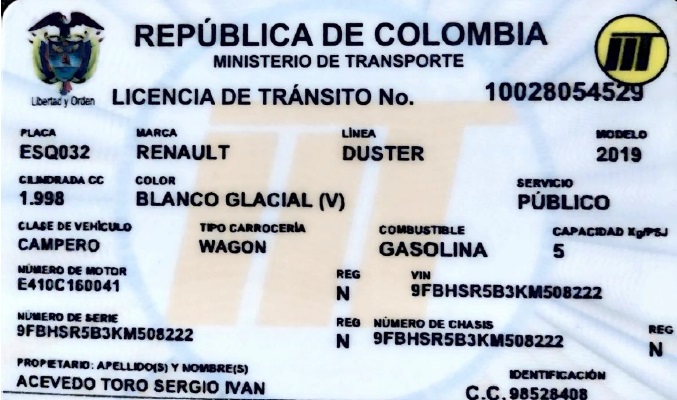 REPÚBLICA DE COLOMBIA
MINISTERIO DE TRANSPORTE
Libertad y Orden
LICENCIA DE TRÁNSITO No. 10028054529
PLACA MARCA LÍNEA MODELO
ESQ032 RENAULT DUSTER 2019
CILINDRADA CC COLOR SERVICIO
1.998 BLANCO GLACIAL (V) PÚBLICO
CLASE DE VEHÍCULO TIPO CARROCERÍA COMBUSTIBLE CAPACIDAD Kg/PSJ
CAMPERO WAGON GASOLINA 5
NÚMERO DE MOTOR REG VIN
E410C160041 N 9FBHSR5B3KM508222
NÚMERO DE SERIE REG NÚMERO DE CHASIS REG
9FBHSR5B3KM508222 N 9FBHSR5B3KM508222 N
PROPIETARIO: APELLIDO(S) Y NOMBRE(S) IDENTIFICACIÓN
ACEVEDO TORO SERGIO IVAN C.C. 98528408